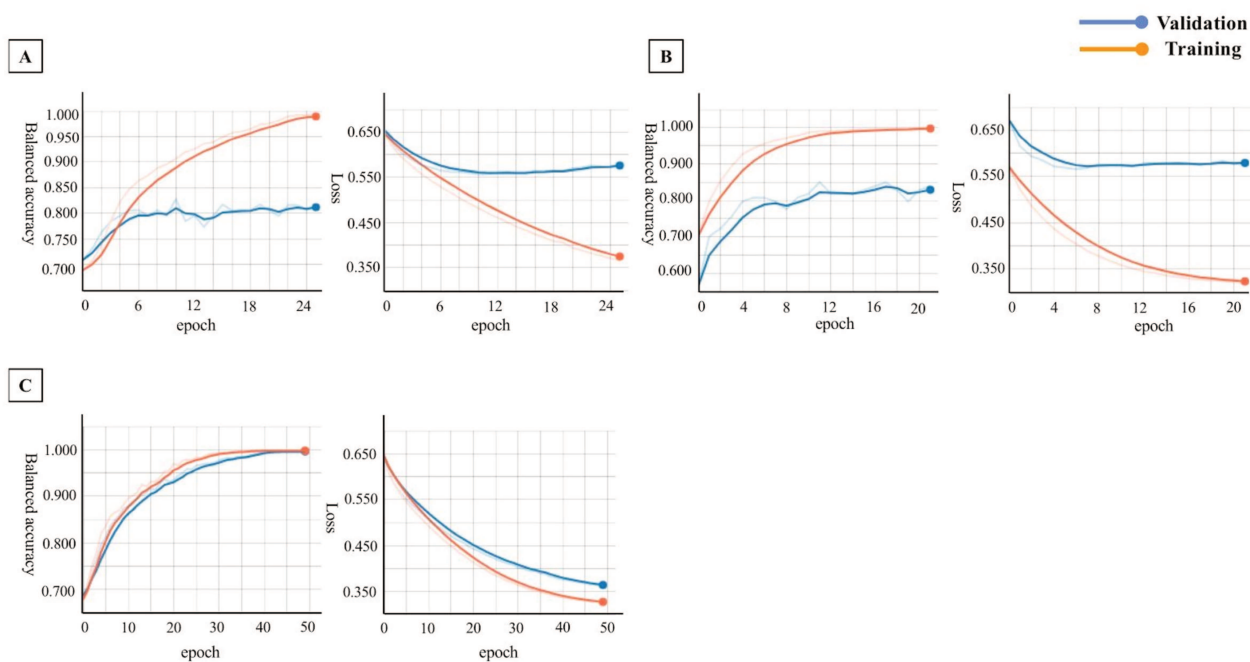 Validation
Training
A
Balanced accuracy
1.000
0.950
0.900
0.850
0.800
0.750
0.700
0 6 12 18 24
epoch
Loss
0.650
0.550
0.450
0.350
0 6 12 18 24
epoch
B
Balanced accuracy
1.000
0.900
0.800
0.700
0.600
0 4 8 12 16 20
epoch
Loss
0.650
0.550
0.450
0.350
0 4 8 12 16 20
epoch
C
Balanced accuracy
1.000
0.900
0.800
0.700
0 10 20 30 40 50
epoch
Loss
0.650
0.550
0.450
0.350
0 10 20 30 40 50
epoch